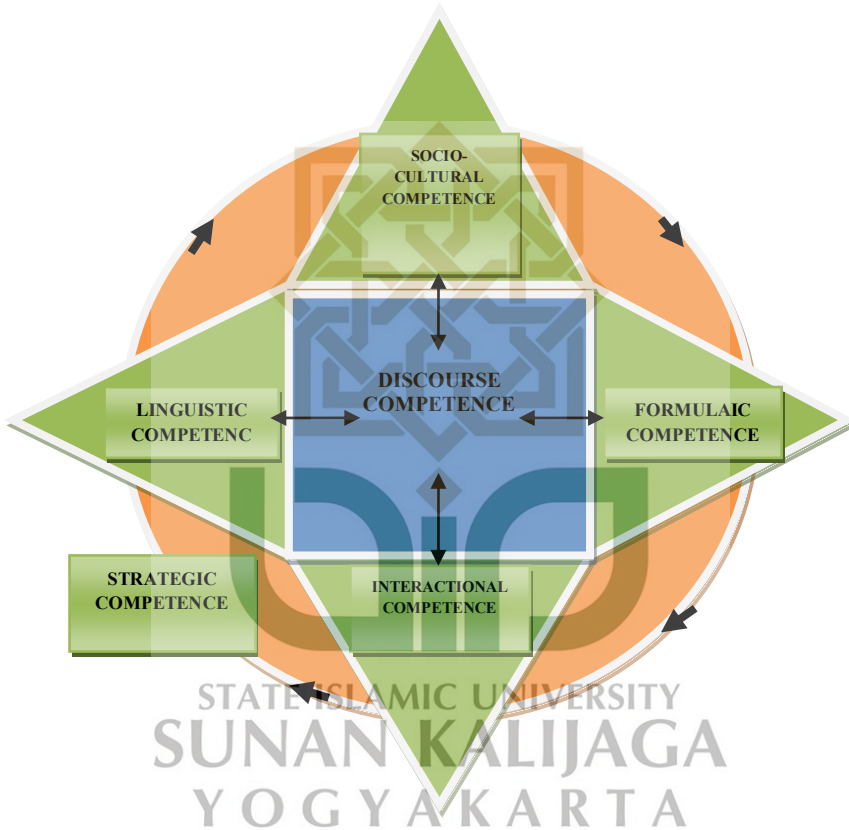 SOCIO-
CULTURAL
COMPETENCE
DISCOURSE
COMPETENCE
LINGUISTIC
COMPETENC
FORMULAIC
COMPETENCE
STRATEGIC
COMPETENCE
INTERACTIONAL
COMPETENCE
STATE ISLAMIC UNIVERSITY
SUNAN KALIJAGA
YOGYAKARTA